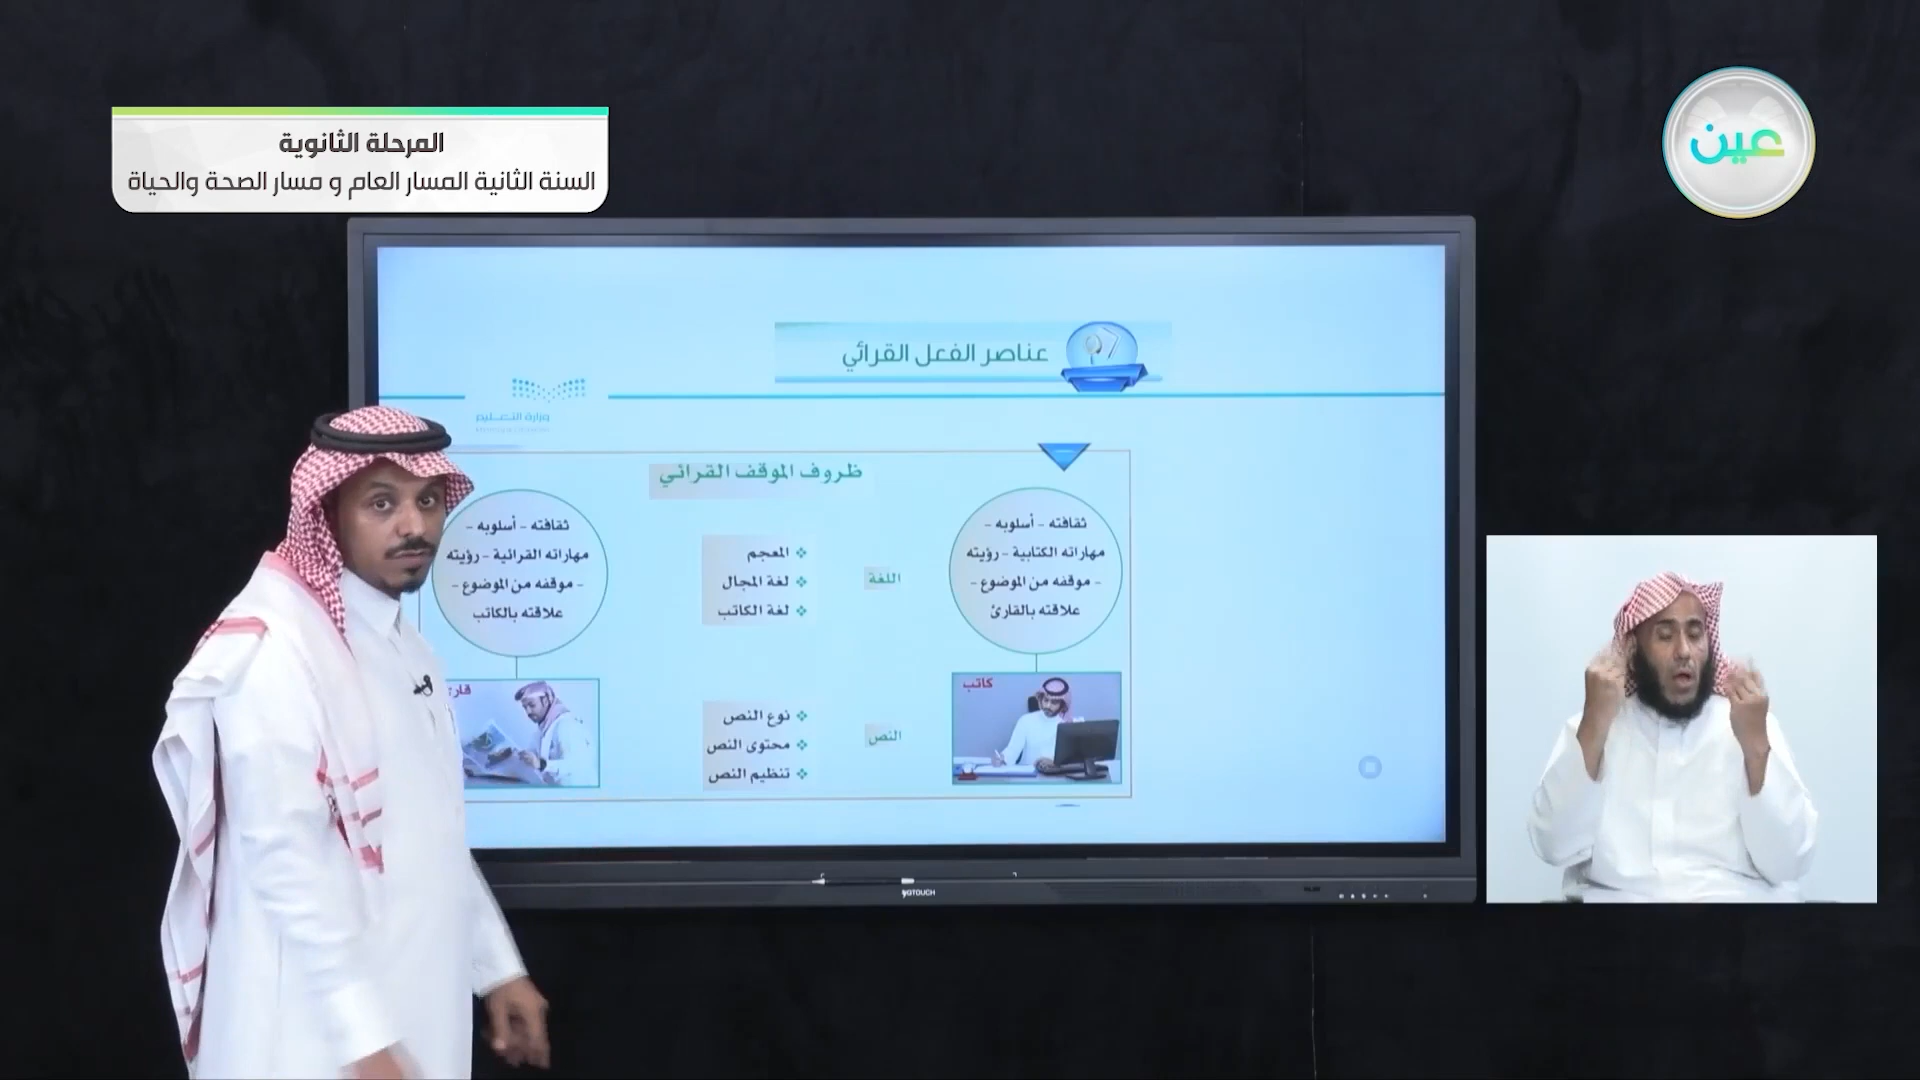 المرحلة الثانوية
السنة الثانية المسار العام و مسار الصحة والحياة
عين
عناصر الفعل القرائي
وزارة التعليم
ظروف الموقف القرائي
ثقافته - أسلوبه -
مهاراته الكتابية - رؤيته
- موقفه من الموضوع -
علاقته بالقارئ
كاتب
اللغة
المعجم
لغة المجال
لغة الكاتب
النص
نوع النص
محتوى النص
تنظيم النص
ثقافته - أسلوبه -
مهاراته القرائية - رؤيته
- موقفه من الموضوع -
علاقته بالكاتب